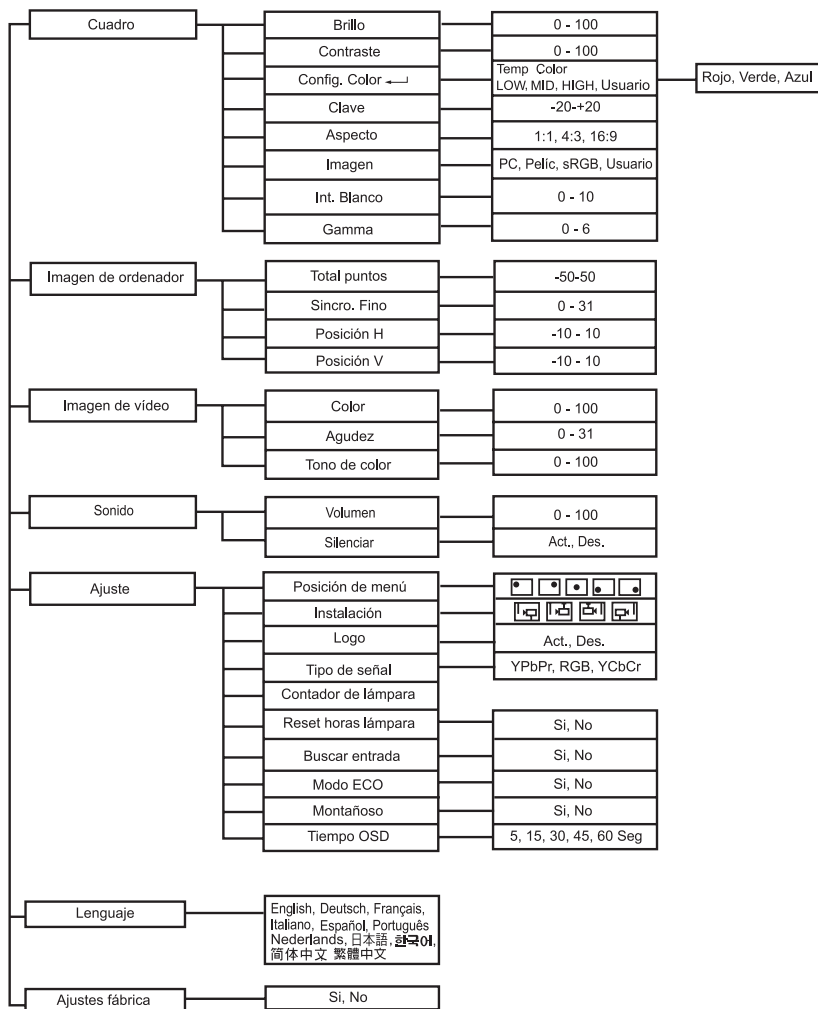 Cuadro
Brillo
0 - 100
Contraste
0 - 100
Config. Color
Temp Color
LOW, MID, HIGH, Usuario
Rojo, Verde, Azul
Clave
-20-+20
Aspecto
1:1, 4:3, 16:9
Imagen
PC, Pelic, sRGB, Usuario
Int. Blanco
0 - 10
Gamma
0 - 6
Imagen de ordenador
Total puntos
-50-50
Sincro. Fino
0 - 31
Posición H
-10 - 10
Posición V
-10 - 10
Imagen de vídeo
Color
0 - 100
Agudez
0 - 31
Tono de color
0 - 100
Sonido
Volumen
0 - 100
Silenciar
Act., Des.
Ajuste
Posición de menú
Instalación
Logo
Act., Des.
Tipo de señal
YPbPr, RGB, YCbCr
Contador de lámpara
Reset horas lámpara
Si, No
Buscar entrada
Si, No
Modo ECO
Si, No
Montañoso
Si, No
Tiempo OSD
5, 15, 30, 45, 60 Seg
Lenguaje
English, Deutsch, Français,
Italiano, Español, Português
Nederlands, 日本語, 한국어,
简体中文 繁體中文
Ajustes fábrica
Si, No